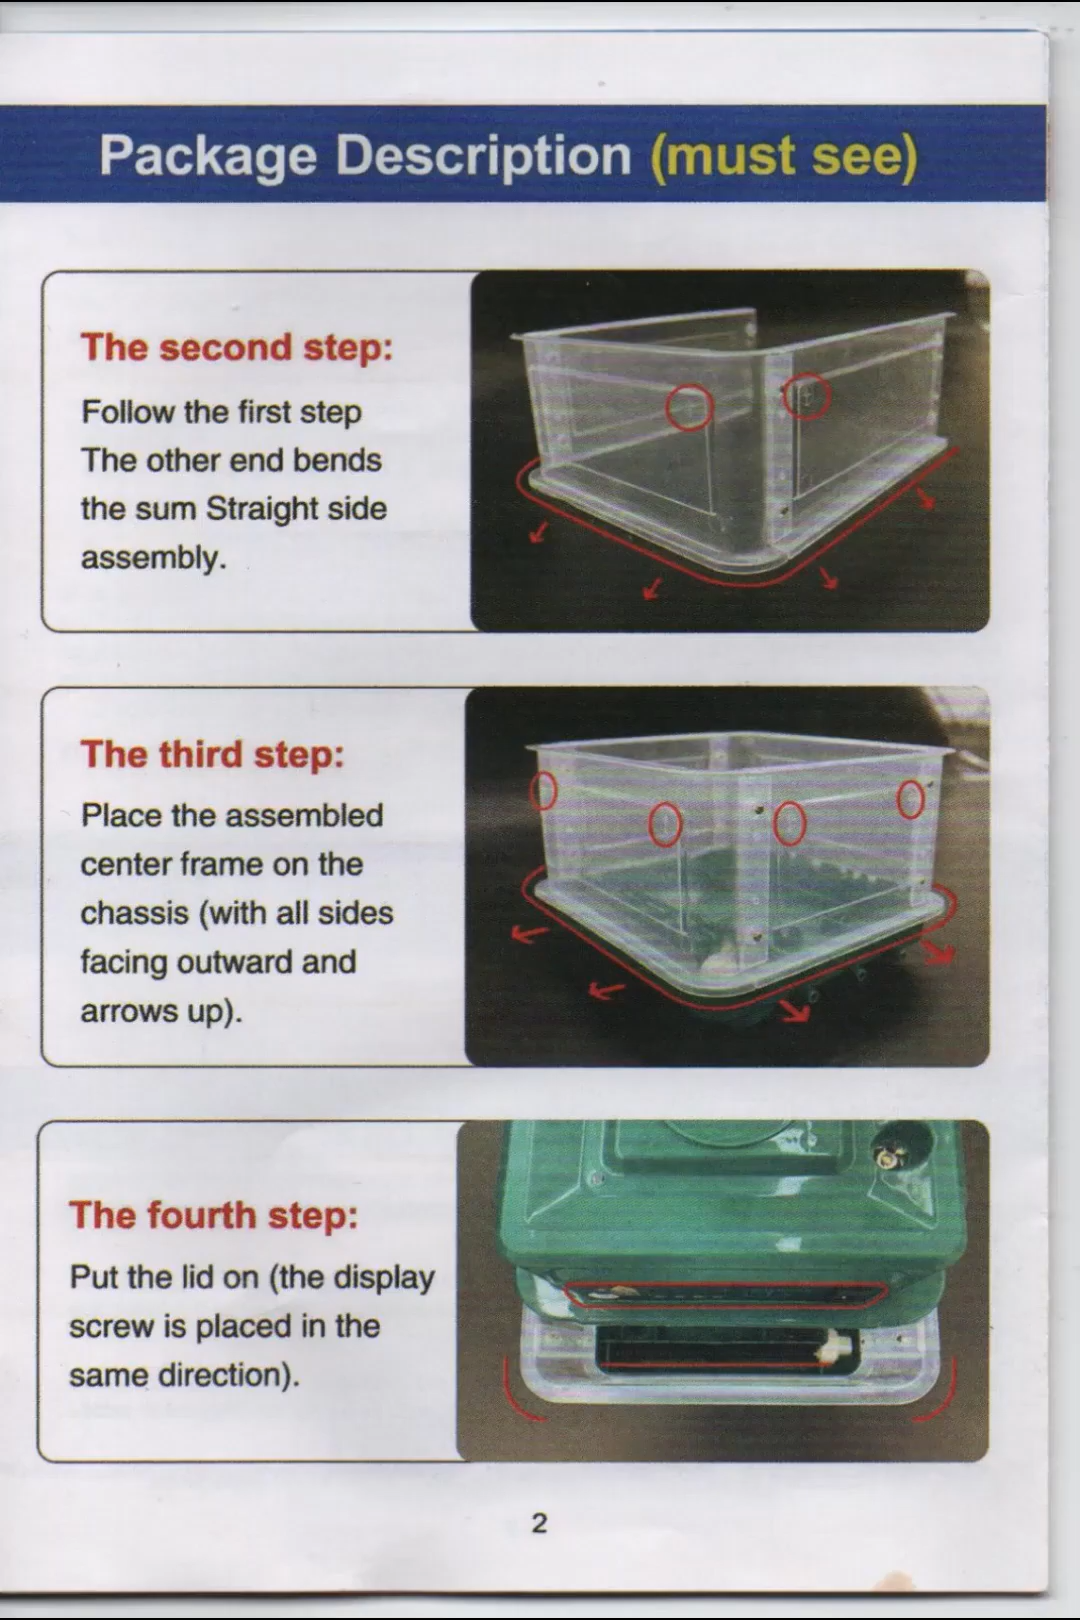 Package Description (must see)
The second step:
Follow the first step
The other end bends
the sum Straight side
assembly.
The third step:
Place the assembled
center frame on the
chassis (with all sides
facing outward and
arrows up).
The fourth step:
Put the lid on (the display
screw is placed in the
same direction).
2